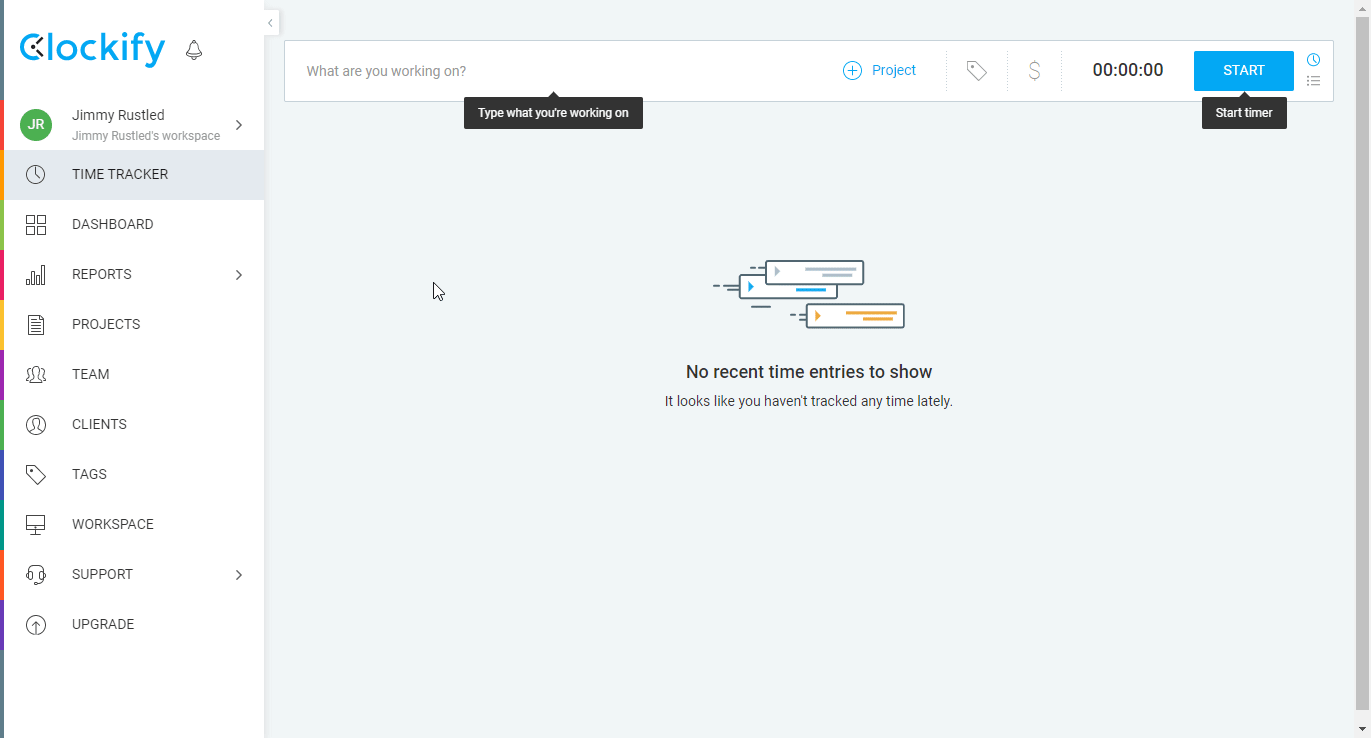 Clockify
What are you working on?
Project
$
00:00:00
START
Type what you're working on
Start timer
JR
Jimmy Rustled
Jimmy Rustled's workspace
TIME TRACKER
DASHBOARD
REPORTS
PROJECTS
TEAM
CLIENTS
TAGS
WORKSPACE
SUPPORT
UPGRADE
No recent time entries to show
It looks like you haven't tracked any time lately.